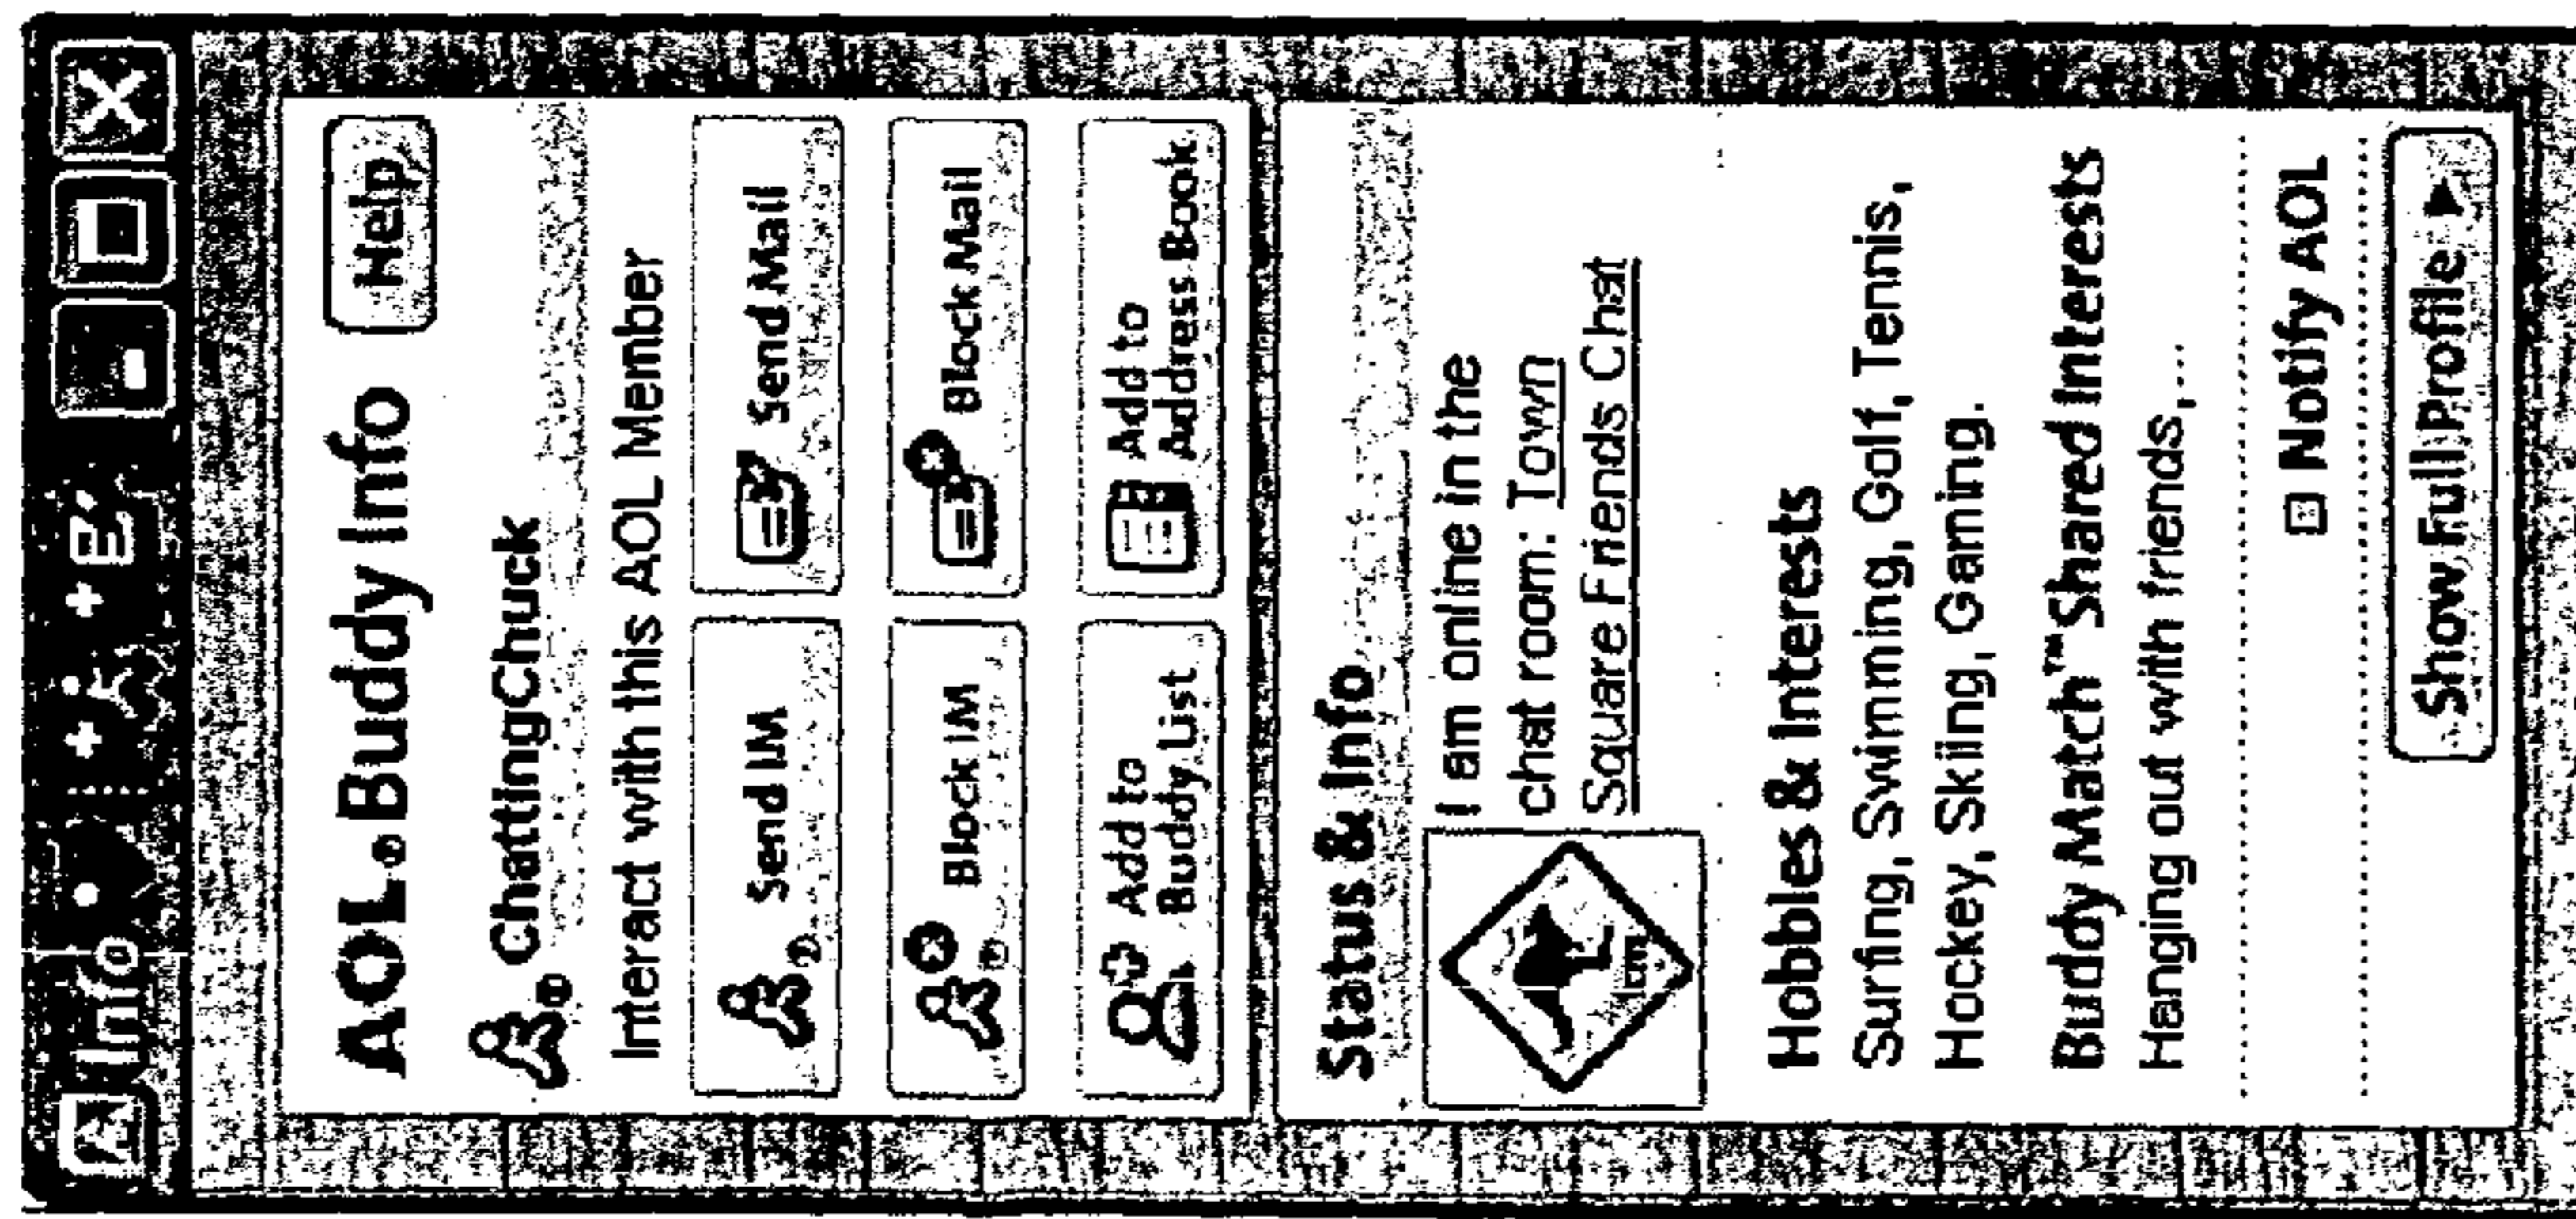 Info
AOL® Buddy Info
Help
ChattingChuck
Interact with this AOL Member
Send IM
Send Mail
Block IM
Block Mail
Add to
Buddy List
Add to
Address Book
Status & Info
I am online in the
chat room: Town
Square Friends Chat
Hobbies & Interests
Surfing, Swimming, Golf, Tennis,
Hockey, Skiing, Gaming.
Buddy Match™ Shared Interests
Hanging out with friends,...
Notify AOL
Show Full Profile